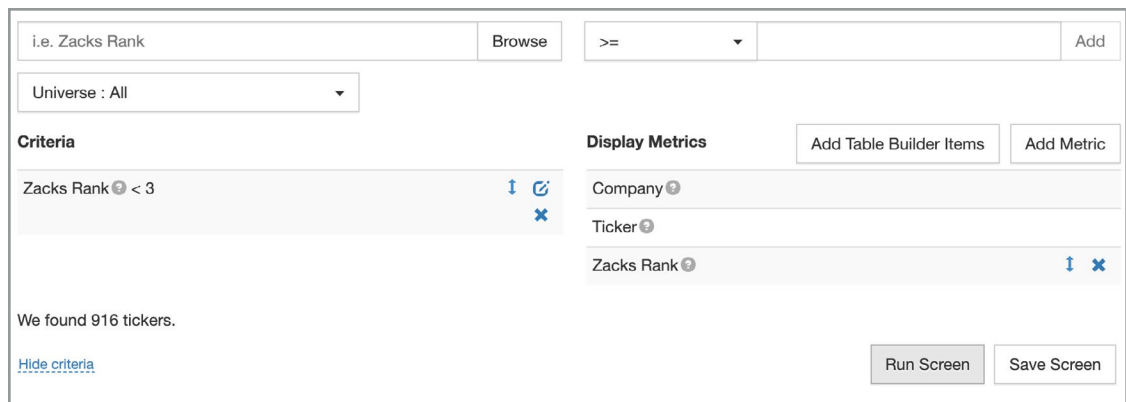 i.e. Zacks Rank Browse >= Add
Universe : All
Criteria Display Metrics Add Table Builder Items Add Metric
Zacks Rank ? < 3 Company ?
Ticker ?
Zacks Rank ?
We found 916 tickers.
Hide criteria Run Screen Save Screen